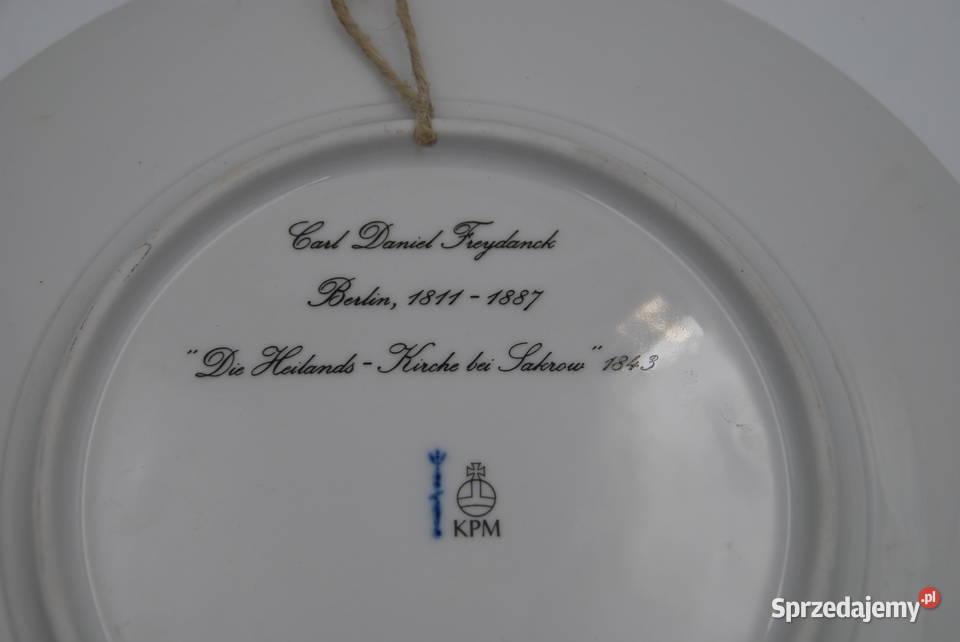 Carl Daniel Freydanck
Berlin, 1811 - 1887
"Die Heilands - Kirche bei Sakrow" 1843
KPM
Sprzedajemy.pl